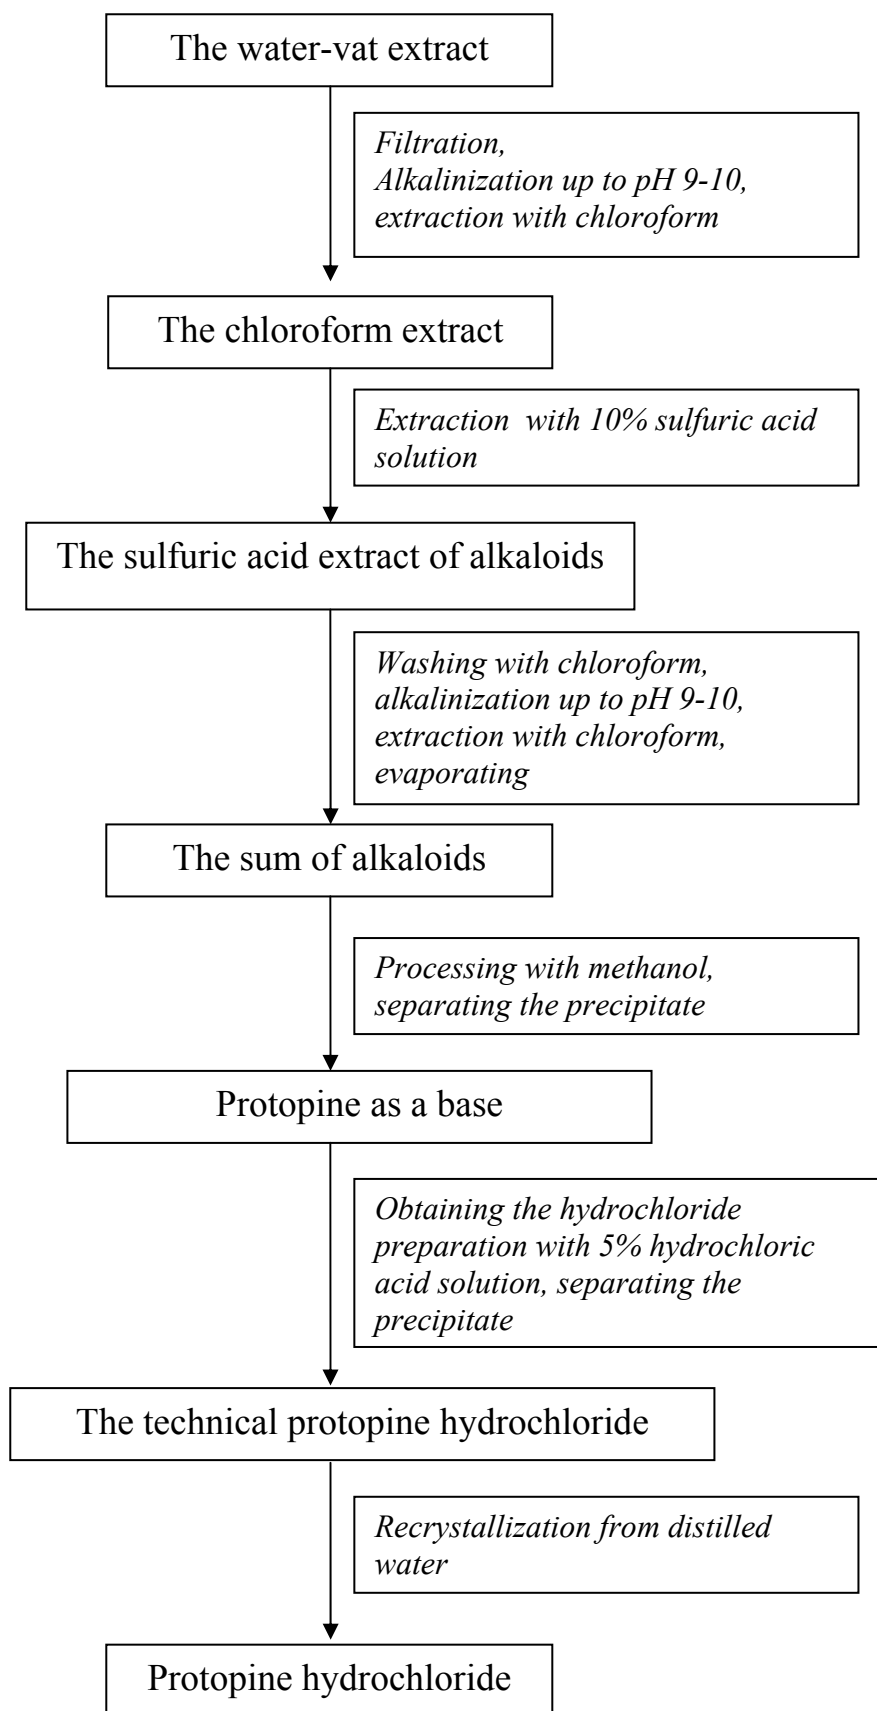 The water-vat extract
Filtration,
Alkalinization up to pH 9-10,
extraction with chloroform
The chloroform extract
Extraction  with 10% sulfuric acid
solution
The sulfuric acid extract of alkaloids
Washing with chloroform,
alkalinization up to pH 9-10,
extraction with chloroform,
evaporating
The sum of alkaloids
Processing with methanol,
separating the precipitate
Protopine as a base
Obtaining the hydrochloride
preparation with 5% hydrochloric
acid solution, separating the
precipitate
The technical protopine hydrochloride
Recrystallization from distilled
water
Protopine hydrochloride